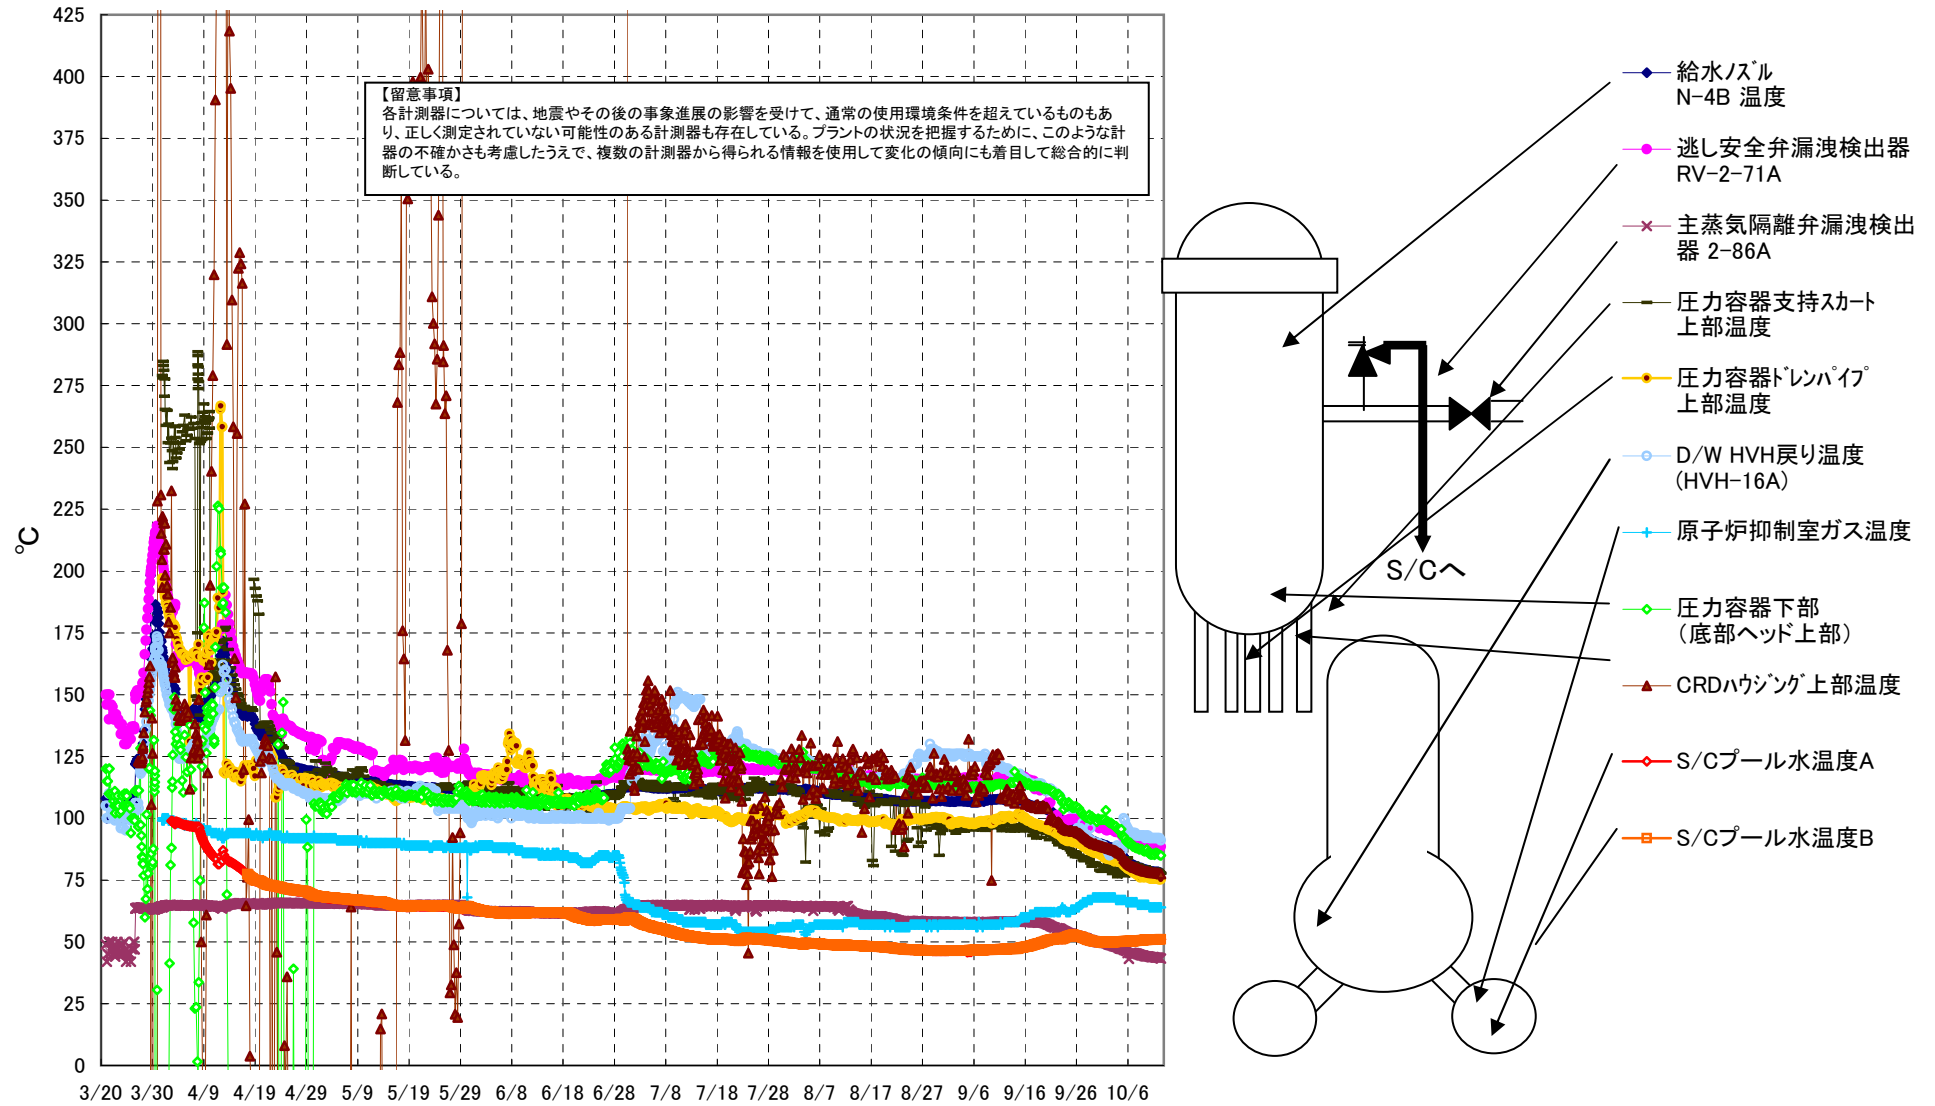 425
400
375
350
325
300
275
250
225
200
175
150
125
100
75
50
25
0
℃
3/20 3/30 4/9 4/19 4/29 5/9 5/19 5/29 6/8 6/18 6/28 7/8 7/18 7/28 8/7 8/17 8/27 9/6 9/16 9/26 10/6
【留意事項】
各計測器については、地震やその後の事象進展の影響を受けて、通常の使用環境条件を超えているものもあ
り、正しく測定されていない可能性のある計測器も存在している。プラントの状況を把握するために、このような計
器の不確かさも考慮したうえで、複数の計測器から得られる情報を使用して変化の傾向にも着目して総合的に判
断している。
S/Cへ
給水ﾉｽﾞﾙ
N-4B 温度
逃し安全弁漏洩検出器
RV-2-71A
主蒸気隔離弁漏洩検出
器 2-86A
圧力容器支持ｽｶｰﾄ
上部温度
圧力容器ﾄﾞﾚﾝﾊﾟｲﾌﾟ
上部温度
D/W HVH戻り温度
(HVH-16A)
原子炉抑制室ガス温度
圧力容器下部
（底部ヘッド上部）
CRDﾊｳｼﾞﾝｸﾞ上部温度
S/Cプール水温度A
S/Cプール水温度B